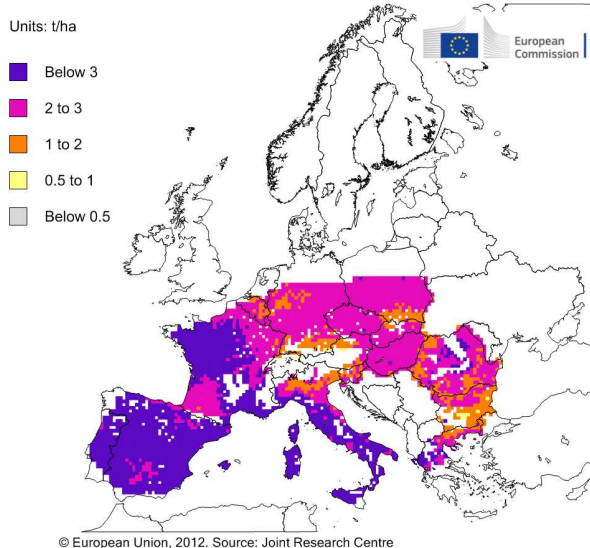 Units: t/ha
European
Commission
Below 3
2 to 3
1 to 2
0.5 to 1
Below 0.5
© European Union, 2012. Source: Joint Research Centre